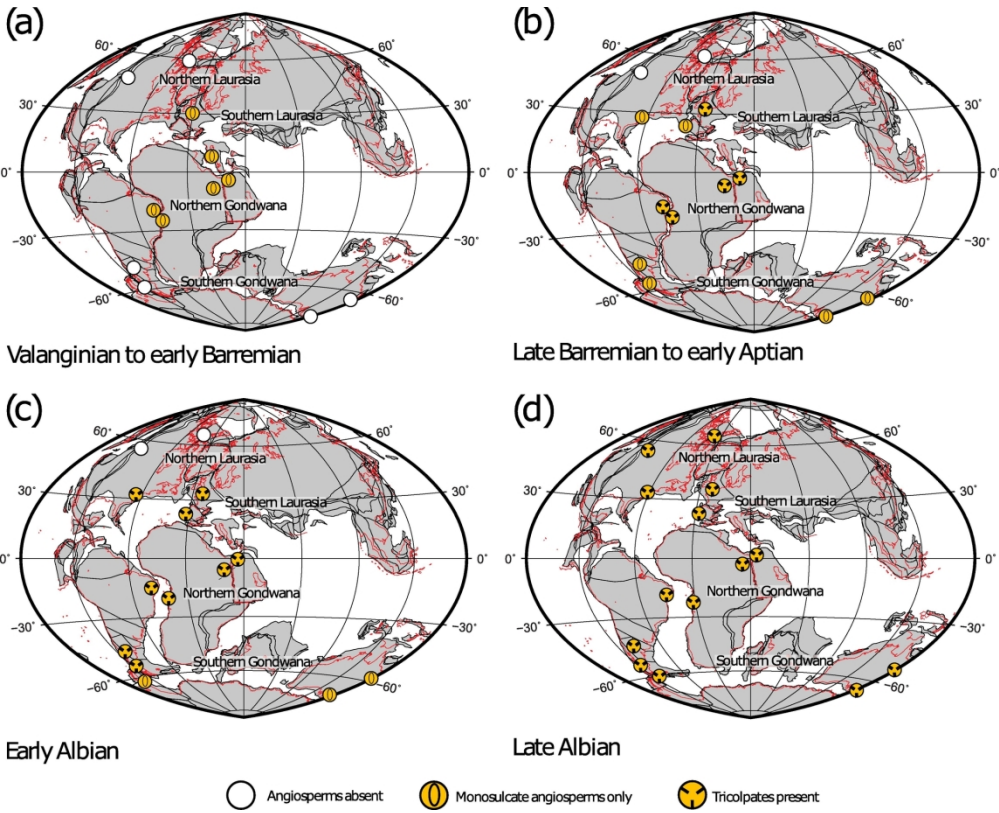 (a)
60°
60°
Northern Laurasia
30°
30°
Southern Laurasia
0°
0°
Northern Gondwana
−30°
−30°
Southern Gondwana
−60°
−60°
Valanginian to early Barremian
(b)
60°
60°
Northern Laurasia
30°
30°
Southern Laurasia
0°
0°
Northern Gondwana
−30°
−30°
Southern Gondwana
−60°
−60°
Late Barremian to early Aptian
(c)
60°
60°
Northern Laurasia
30°
30°
Southern Laurasia
0°
0°
Northern Gondwana
−30°
−30°
Southern Gondwana
−60°
−60°
Early Albian
(d)
60°
60°
Northern Laurasia
30°
30°
Southern Laurasia
0°
0°
Northern Gondwana
−30°
−30°
Southern Gondwana
−60°
−60°
Late Albian
Angiosperms absent
Monosulcate angiosperms only
Tricolpates present